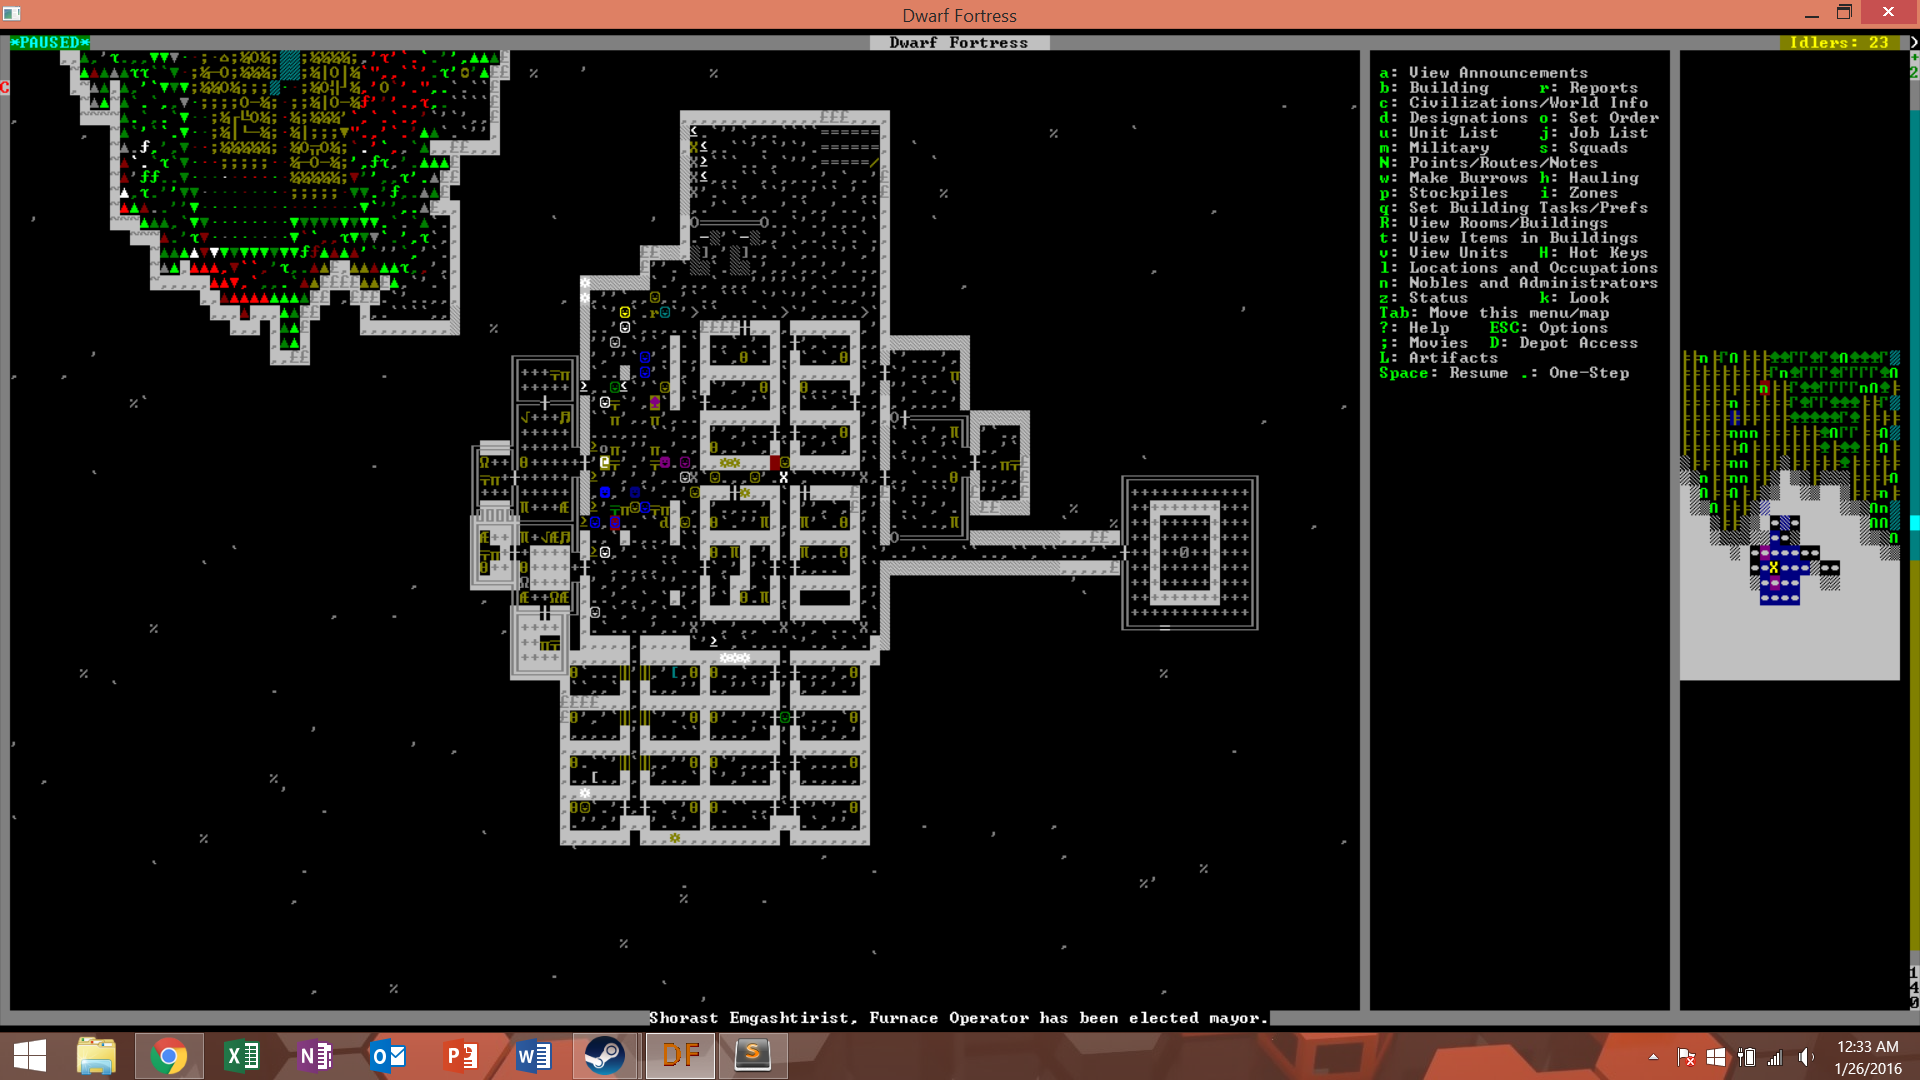 Dwarf Fortress
*PAUSED*
Dwarf Fortress
Idlers: 23
a: View Announcements
b: Building r: Reports
c: Civilizations/World Info
d: Designations o: Set Order
u: Unit List j: Job List
m: Military s: Squads
N: Points/Routes/Notes
w: Make Burrows h: Hauling
p: Stockpiles i: Zones
q: Set Building Tasks/Prefs
R: View Rooms/Buildings
t: View Items in Buildings
v: View Units H: Hot Keys
l: Locations and Occupations
n: Nobles and Administrators
z: Status k: Look
Tab: Move this menu/map
?: Help ESC: Options
;: Movies D: Depot Access
L: Artifacts
Space: Resume .: One-Step
Shorast Emgashtirist, Furnace Operator has been elected mayor.
DF
12:33 AM
1/26/2016